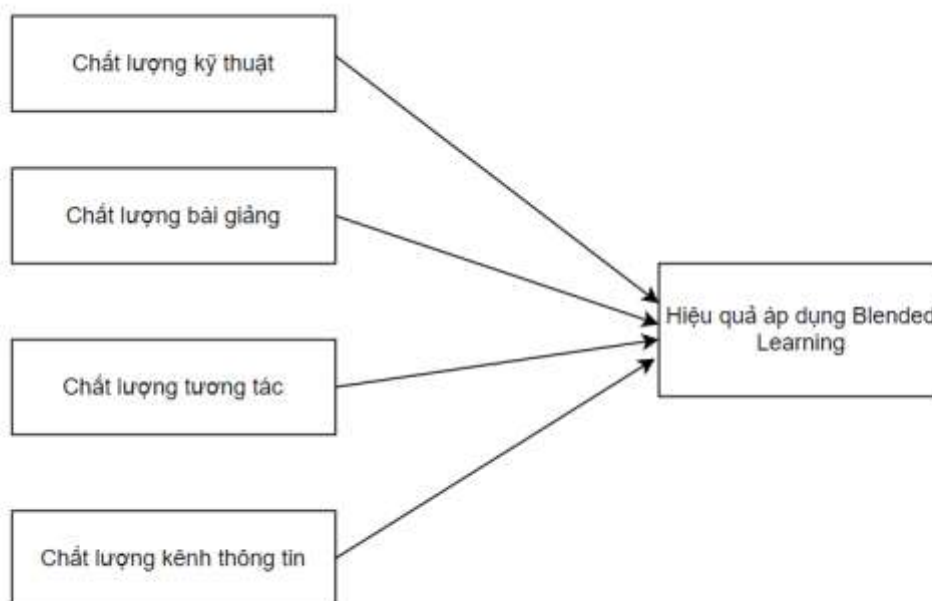 Chất lượng kỹ thuật
Chất lượng bài giảng
Chất lượng tương tác
Chất lượng kênh thông tin
Hiệu quả áp dụng Blended
Learning